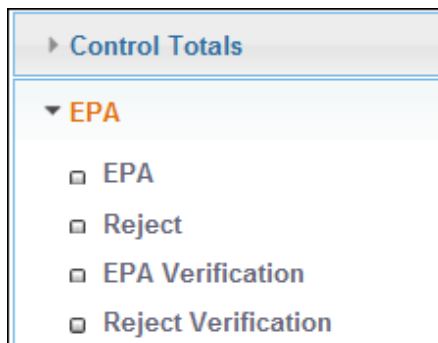 Control Totals
EPA
EPA
Reject
EPA Verification
Reject Verification